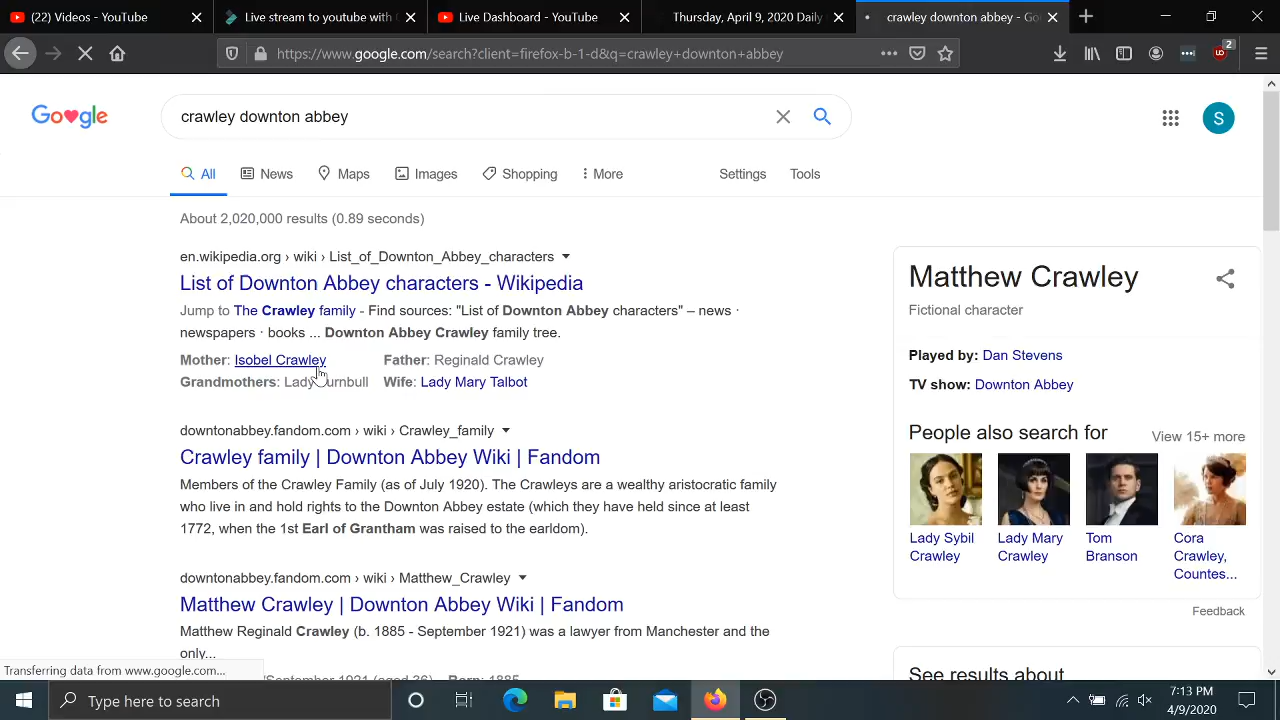 (22) Videos - YouTube
Live stream to youtube with
Live Dashboard - YouTube
Thursday, April 9, 2020 Daily
crawley downton abbey - Go
https://www.google.com/search?client=firefox-b-1-d&q=crawley+downton+abbey
2
Google
crawley downton abbey
S
All
News
Maps
Images
Shopping
More
Settings
Tools
About 2,020,000 results (0.89 seconds)
en.wikipedia.org › wiki › List_of_Downton_Abbey_characters
List of Downton Abbey characters - Wikipedia
Jump to The Crawley family - Find sources: "List of Downton Abbey characters" – news ·
newspapers · books ... Downton Abbey Crawley family tree.
Mother: Isobel Crawley Father: Reginald Crawley
Grandmothers: Lady Turnbull Wife: Lady Mary Talbot
downtonabbey.fandom.com › wiki › Crawley_family
Crawley family | Downton Abbey Wiki | Fandom
Members of the Crawley Family (as of July 1920). The Crawleys are a wealthy aristocratic family
who live in and hold rights to the Downton Abbey estate (which they have held since at least
1772, when the 1st Earl of Grantham was raised to the earldom).
downtonabbey.fandom.com › wiki › Matthew_Crawley
Matthew Crawley | Downton Abbey Wiki | Fandom
Matthew Reginald Crawley (b. 1885 - September 1921) was a lawyer from Manchester and the
only...
September 1921 (aged 36) · Born: 1885
Matthew Crawley
Fictional character
Played by: Dan Stevens
TV show: Downton Abbey
People also search for
View 15+ more
Lady Sybil
Crawley
Lady Mary
Crawley
Tom
Branson
Cora
Crawley,
Countes...
Feedback
See results about
Transferring data from www.google.com...
Type here to search
7:13 PM
4/9/2020